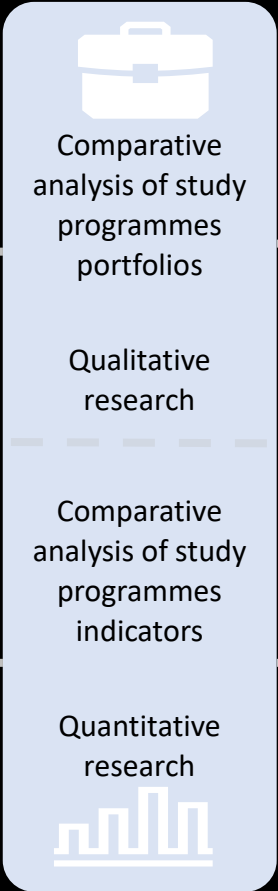 Comparative
analysis of study
programmes
portfolios
Qualitative
research
Comparative
analysis of study
programmes
indicators
Quantitative
research